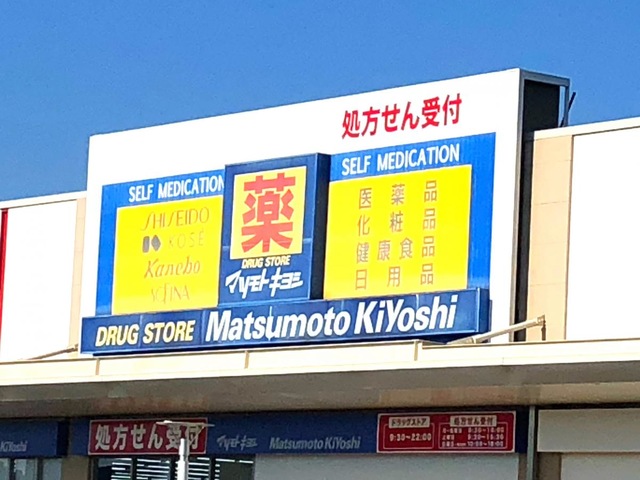 処方せん受付
SELF MEDICATION
SHISEIDO
KOSÉ
Kanebo
薬
DRUG STORE
マツモトキヨシ
SELF MEDICATION
医薬品
化粧品
健康食品
日用品
DRUG STORE Matsumoto KiYoshi
KiYoshi
処方せん受付
マツモトキヨシ
Matsumoto KiYoshi
ドラッグストア
9:30~22:00
処方せん受付